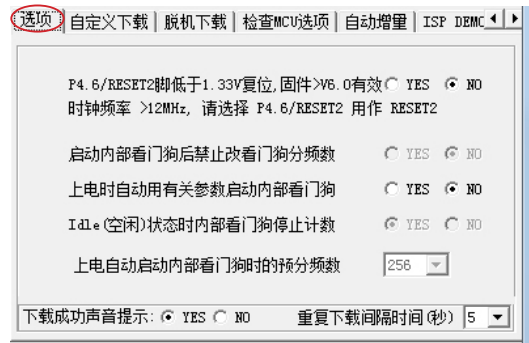 选项 自定义下载 脱机下载 检查MCU选项 自动增量 ISP DEMO
P4.6/RESET2脚低于1.33V复位,固件>V6.0有效 YES NO
时钟频率 >12MHz, 请选择 P4.6/RESET2 用作 RESET2
启动内部看门狗后禁止改看门狗分频数 YES NO
上电时自动用有关参数启动内部看门狗 YES NO
Idle(空闲)状态时内部看门狗停止计数 YES NO
上电自动启动内部看门狗时的预分频数 256
下载成功声音提示: YES NO 重复下载间隔时间(秒) 5